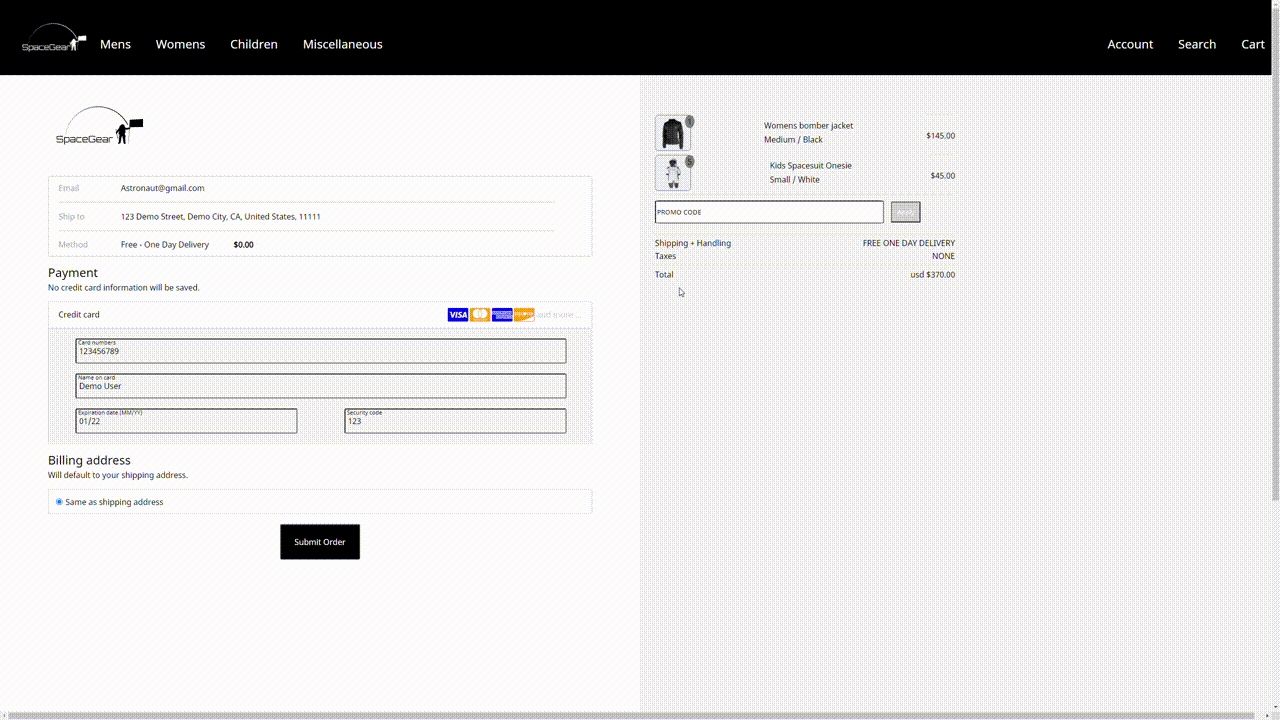 SpaceGear Mens Womens Children Miscellaneous Account Search Cart
SpaceGear
Email Astronaut@gmail.com
Ship to 123 Demo Street, Demo City, CA, United States, 11111
Method Free - One Day Delivery $0.00
Payment
No credit card information will be saved.
Credit card VISA and more...
Card numbers
123456789
Name on card
Demo User
Expiration date (MM/YY) Security code
01/22 123
Billing address
Will default to your shipping address.
Same as shipping address
Submit Order
1
Womens bomber jacket
Medium / Black
$145.00
5
Kids Spacesuit Onesie
Small / White
$45.00
PROMO CODE Apply
Shipping + Handling FREE ONE DAY DELIVERY
Taxes NONE
Total usd $370.00